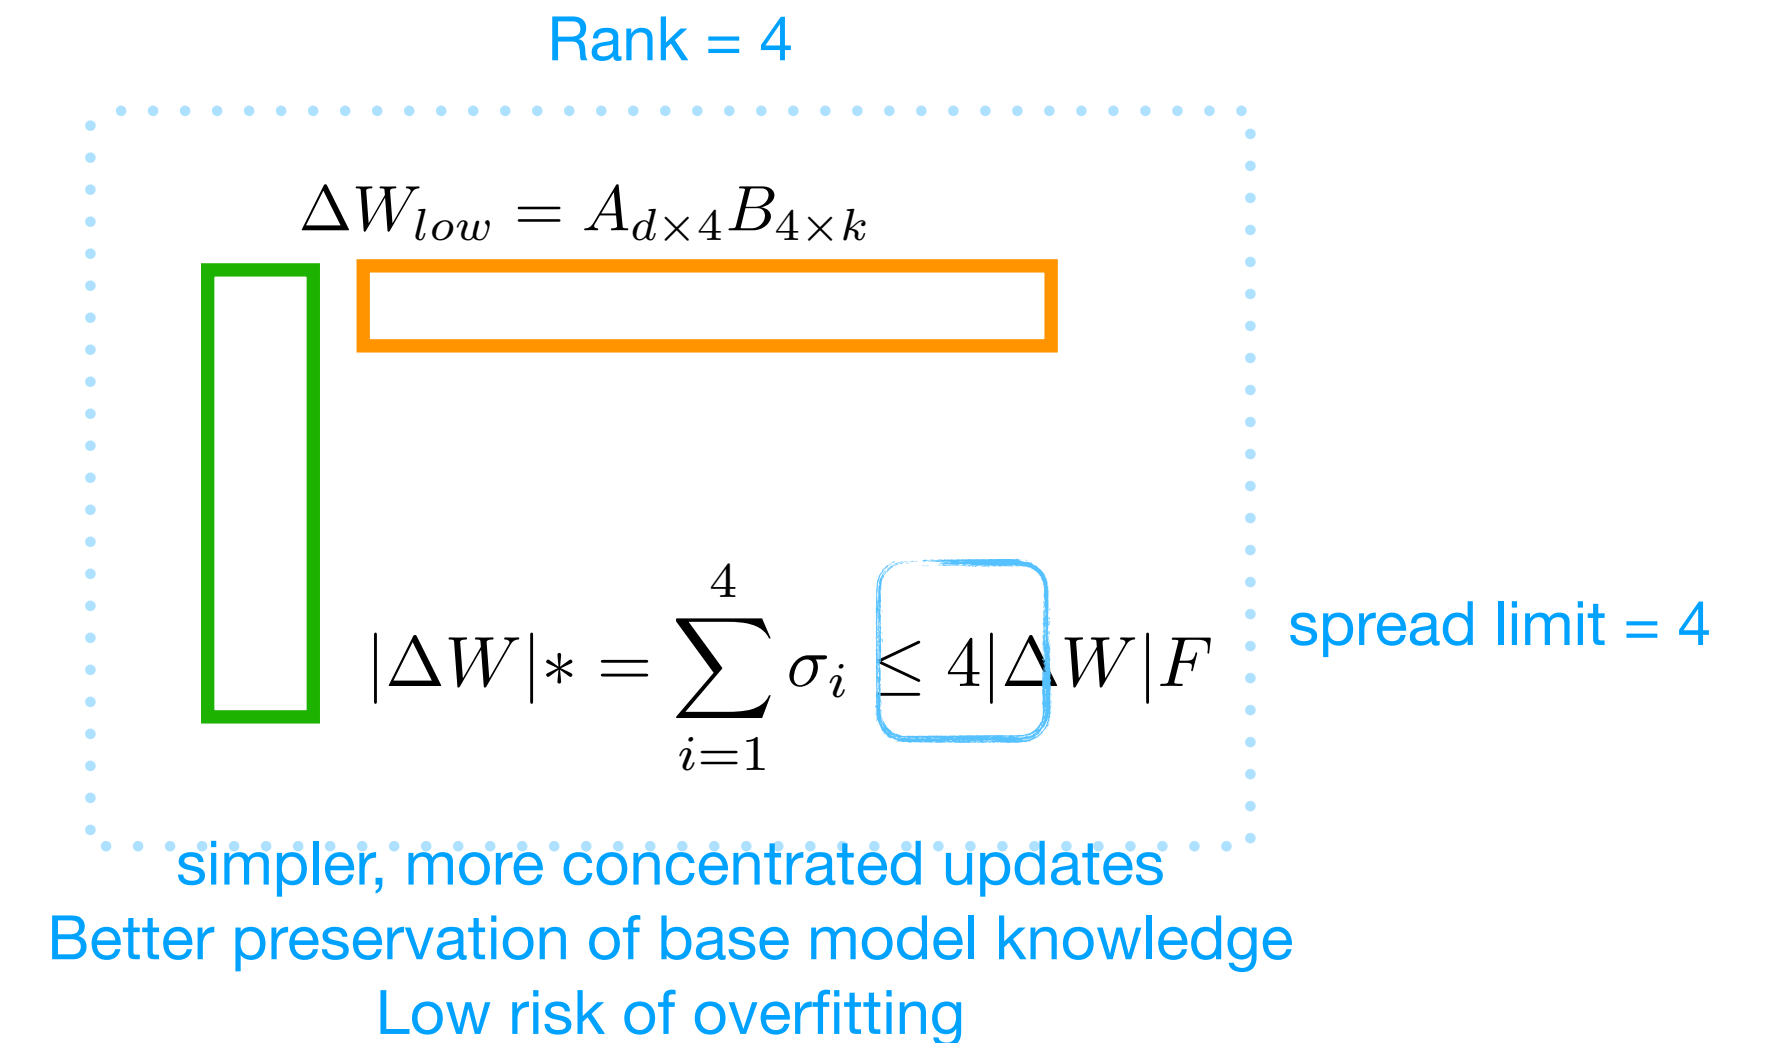 Rank = 4
ΔW_{low} = A_{d×4}B_{4×k}
|ΔW|* = \sum_{i=1}^{4} σ_i ≤ 4|ΔW|F
spread limit = 4
simpler, more concentrated updates
Better preservation of base model knowledge
Low risk of overfitting